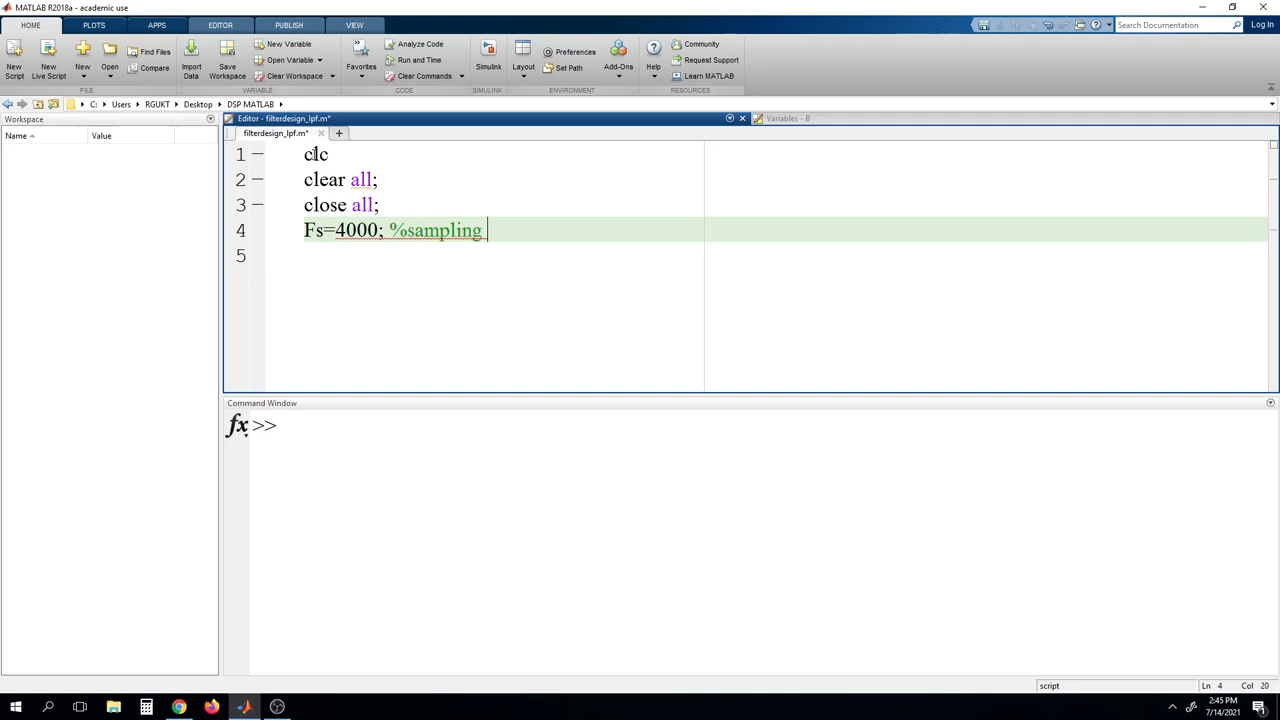 MATLAB R2018a - academic use
HOME PLOTS APPS EDITOR PUBLISH VIEW Search Documentation Log In
New Script New Live Script New Open Find Files Compare Import Data Save Workspace New Variable Open Variable Clear Workspace Favorites Analyze Code Run and Time Clear Commands Simulink Layout Preferences Set Path Add-Ons Help Community Request Support Learn MATLAB
FILE VARIABLE CODE SIMULINK ENVIRONMENT RESOURCES
C: Users RGUKT Desktop DSP MATLAB
Workspace
Name Value
Editor - filterdesign_lpf.m* Variables - B
filterdesign_lpf.m*
1 clc
2 clear all;
3 close all;
4 Fs=4000; %sampling
5
Command Window
fx >>
script Ln 4 Col 20
2:45 PM
7/14/2021